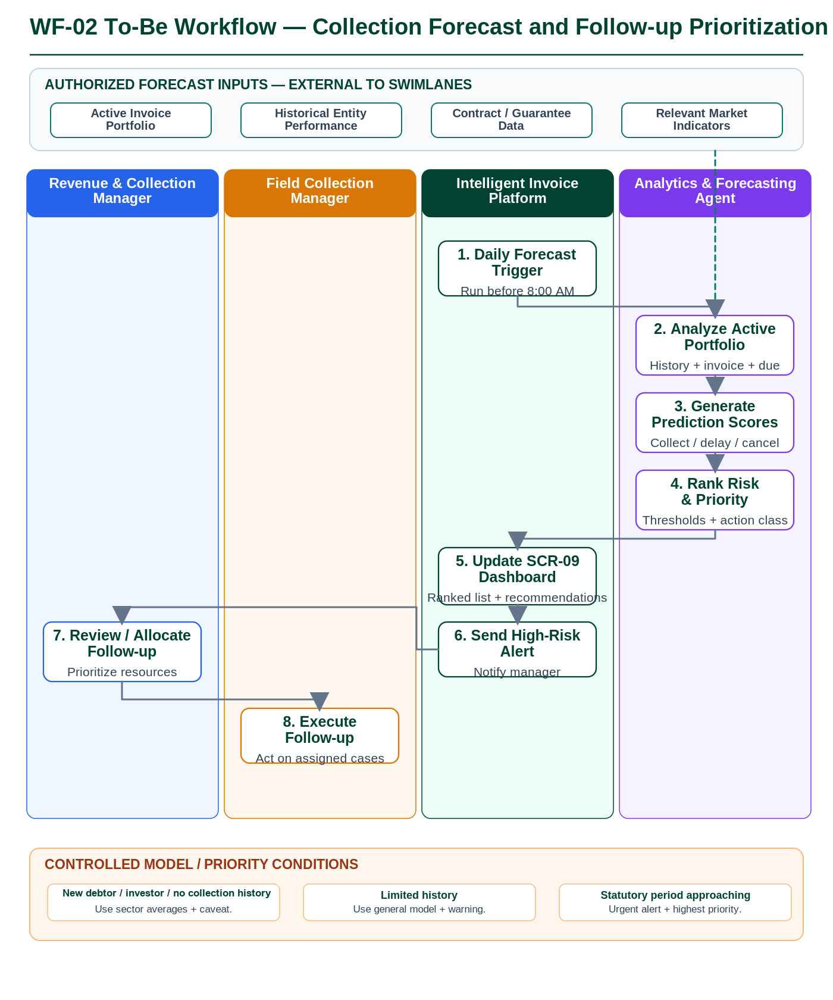 WF-02 To-Be Workflow — Collection Forecast and Follow-up Prioritization
AUTHORIZED FORECAST INPUTS — EXTERNAL TO SWIMLANES
Active Invoice
Portfolio
Historical Entity
Performance
Contract / Guarantee
Data
Relevant Market
Indicators
Revenue & Collection
Manager
Field Collection
Manager
Intelligent Invoice
Platform
Analytics & Forecasting
Agent
1. Daily Forecast
Trigger
Run before 8:00 AM
2. Analyze Active
Portfolio
History + invoice + due
3. Generate
Prediction Scores
Collect / delay / cancel
4. Rank Risk
& Priority
Thresholds + action class
5. Update SCR-09
Dashboard
Ranked list + recommendations
6. Send High-Risk
Alert
Notify manager
7. Review / Allocate
Follow-up
Prioritize resources
8. Execute
Follow-up
Act on assigned cases
CONTROLLED MODEL / PRIORITY CONDITIONS
New debtor / investor / no collection history
Use sector averages + caveat.
Limited history
Use general model + warning.
Statutory period approaching
Urgent alert + highest priority.